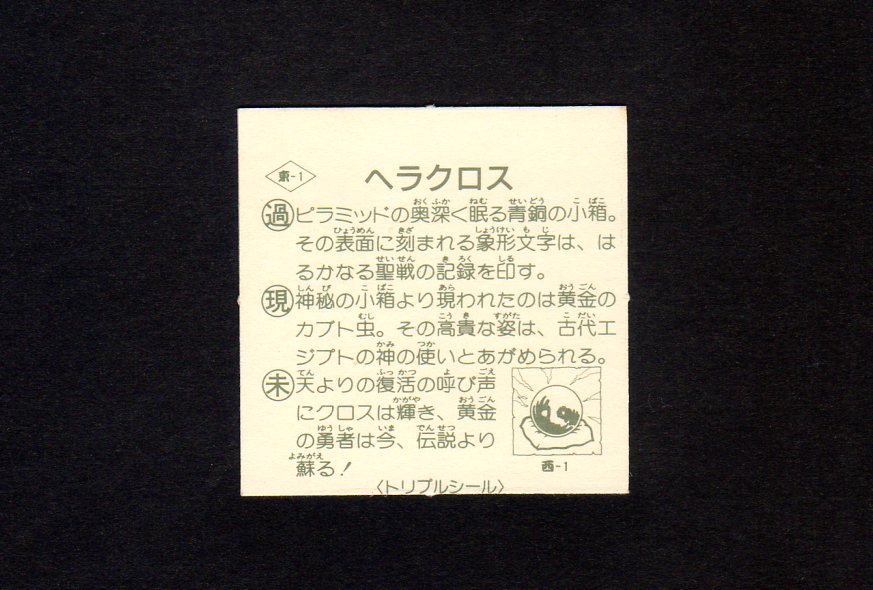 東-1
ヘラクロス
過 ピラミッドの奥深く眠る青銅の小箱。
その表面に刻まれる象形文字は、は
るかなる聖戦の記録を印す。
現 神秘の小箱より現われたのは黄金の
カブト虫。その高貴な姿は、古代エ
ジプトの神の使いとあがめられる。
未 天よりの復活の呼び声
にクロスは輝き、黄金
の勇者は今、伝説より
蘇る!
西-1
〈トリプルシール〉